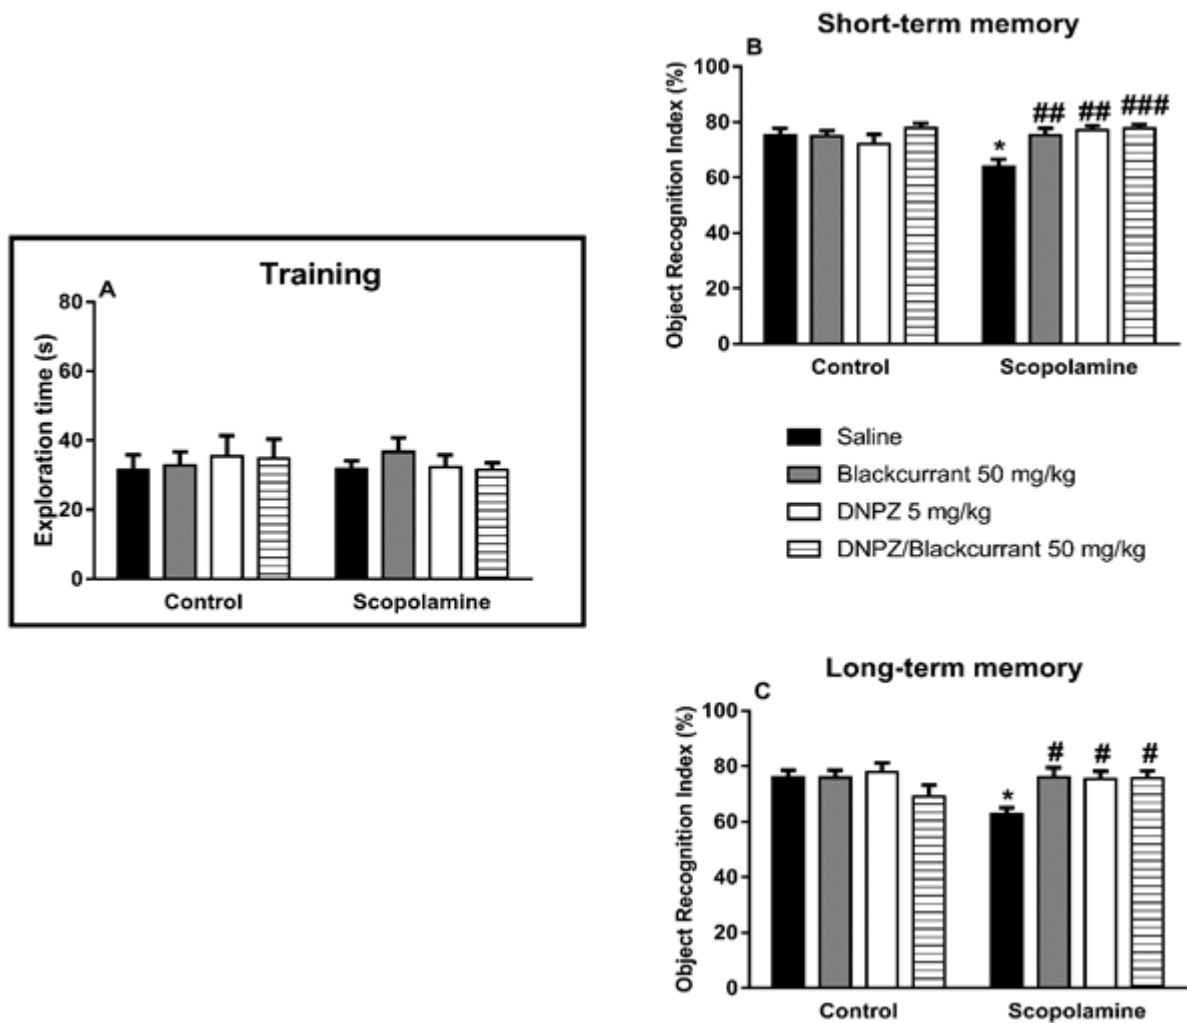 Training
A
Exploration time (s)
80
60
40
20
0
Control
Scopolamine
Short-term memory
B
Object Recognition Index (%)
100
80
60
40
20
0
* ## ## ###
Control
Scopolamine
Saline
Blackcurrant 50 mg/kg
DNPZ 5 mg/kg
DNPZ/Blackcurrant 50 mg/kg
Long-term memory
C
Object Recognition Index (%)
100
80
60
40
20
0
* # # #
Control
Scopolamine